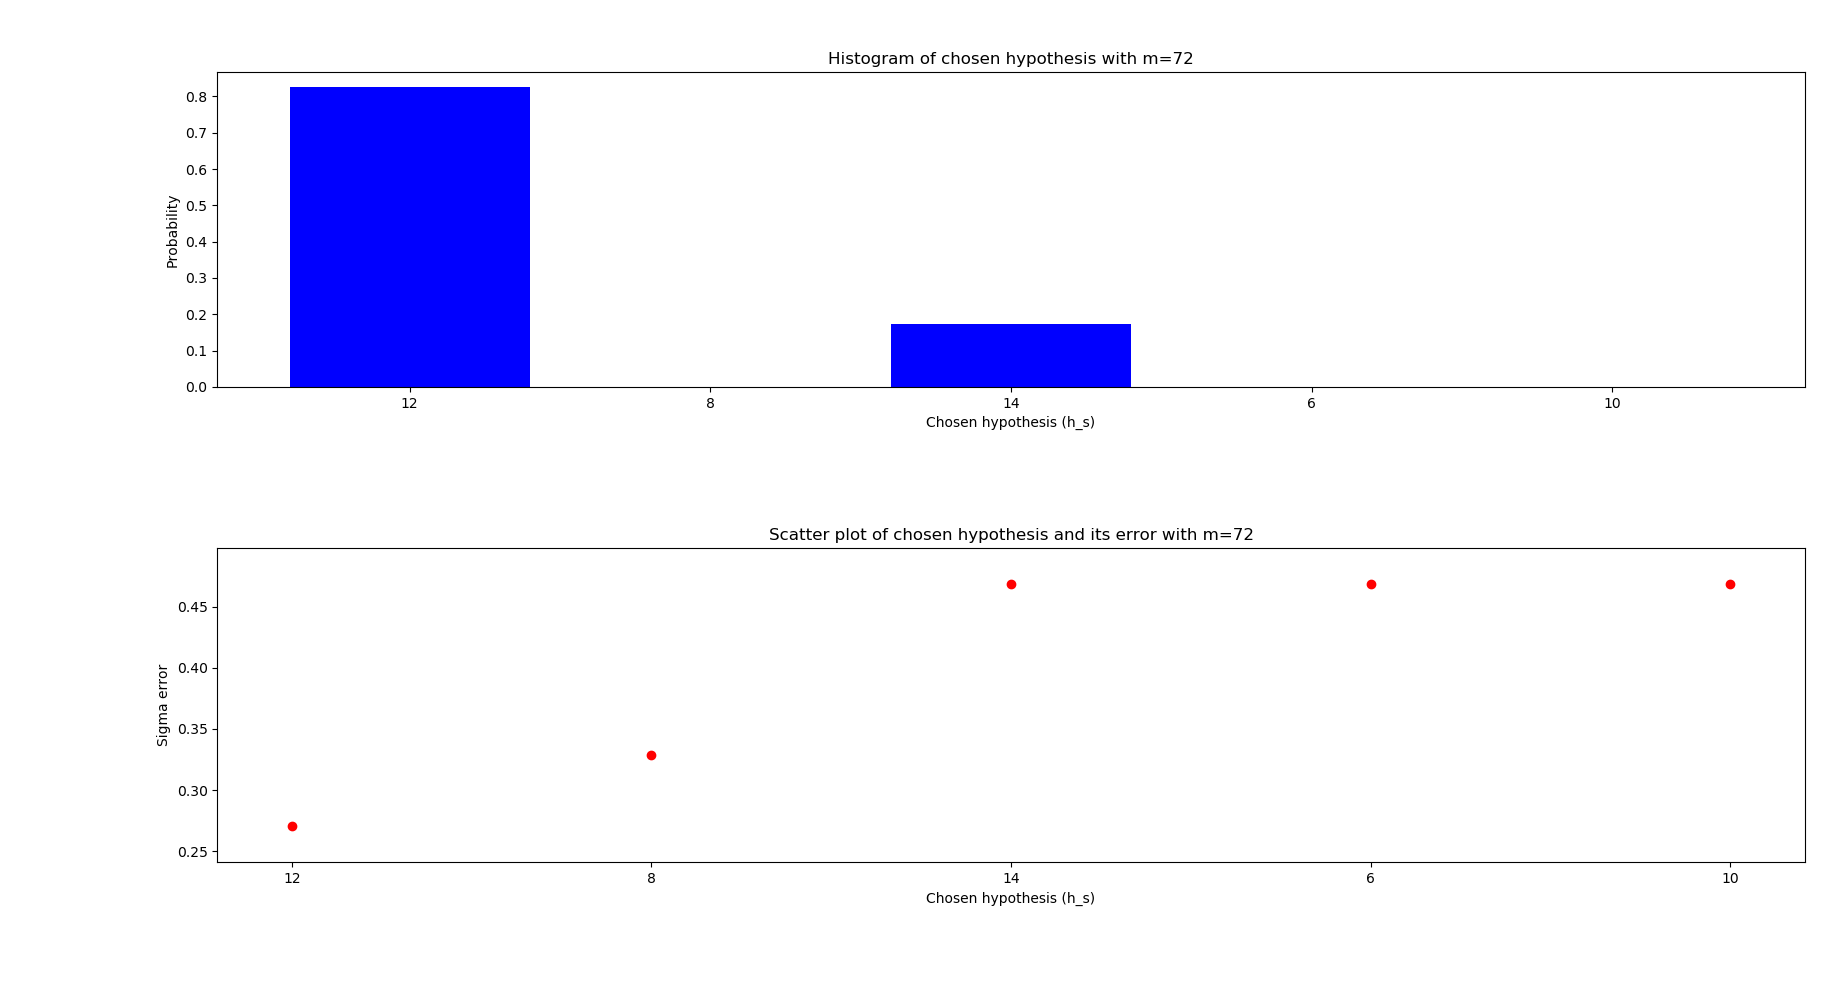 Histogram of chosen hypothesis with m=72
0.8
0.7
0.6
0.5
0.4
0.3
0.2
0.1
0.0
Probability
12 8 14 6 10
Chosen hypothesis (h_s)
Scatter plot of chosen hypothesis and its error with m=72
0.45
0.40
0.35
0.30
0.25
Sigma error
12 8 14 6 10
Chosen hypothesis (h_s)